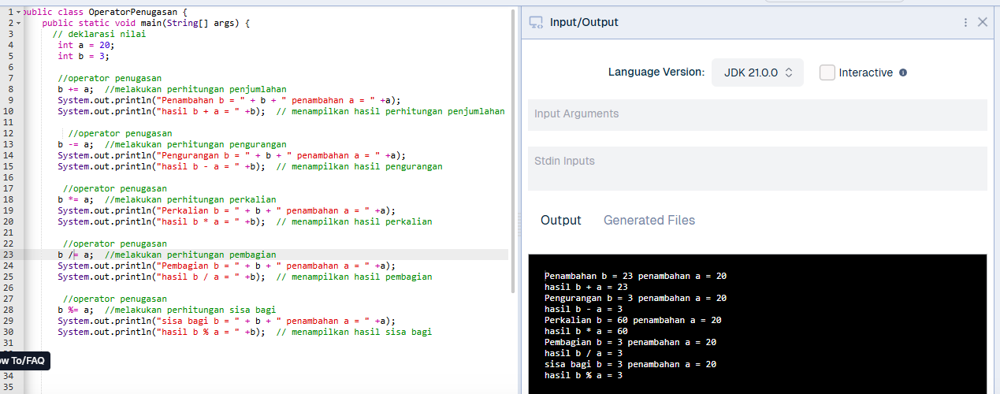 1 public class OperatorPenugasan {
2 public static void main(String[] args) {
3 // deklarasi nilai
4 int a = 20;
5 int b = 3;
6
7 //operator penugasan
8 b += a; //melakukan perhitungan penjumlahan
9 System.out.println("Penambahan b = " + b + " penambahan a = " +a);
10 System.out.println("hasil b + a = " +b); // menampilkan hasil perhitungan penjumlahan
11
12 //operator penugasan
13 b -= a; //melakukan perhitungan pengurangan
14 System.out.println("Pengurangan b = " + b + " penambahan a = " +a);
15 System.out.println("hasil b - a = " +b); // menampilkan hasil pengurangan
16
17 //operator penugasan
18 b *= a; //melakukan perhitungan perkalian
19 System.out.println("Perkalian b = " + b + " penambahan a = " +a);
20 System.out.println("hasil b * a = " +b); // menampilkan hasil perkalian
21
22 //operator penugasan
23 b /= a; //melakukan perhitungan pembagian
24 System.out.println("Pembagian b = " + b + " penambahan a = " +a);
25 System.out.println("hasil b / a = " +b); // menampilkan hasil pembagian
26
27 //operator penugasan
28 b %= a; //melakukan perhitungan sisa bagi
29 System.out.println("sisa bagi b = " + b + " penambahan a = " +a);
30 System.out.println("hasil b % a = " +b); // menampilkan hasil sisa bagi
31
ow To/FAQ
34
35
Input/Output
Language Version: JDK 21.0.0 Interactive
Input Arguments
Stdin Inputs
Output Generated Files
Penambahan b = 23 penambahan a = 20
hasil b + a = 23
Pengurangan b = 3 penambahan a = 20
hasil b - a = 3
Perkalian b = 60 penambahan a = 20
hasil b * a = 60
Pembagian b = 3 penambahan a = 20
hasil b / a = 3
sisa bagi b = 3 penambahan a = 20
hasil b % a = 3